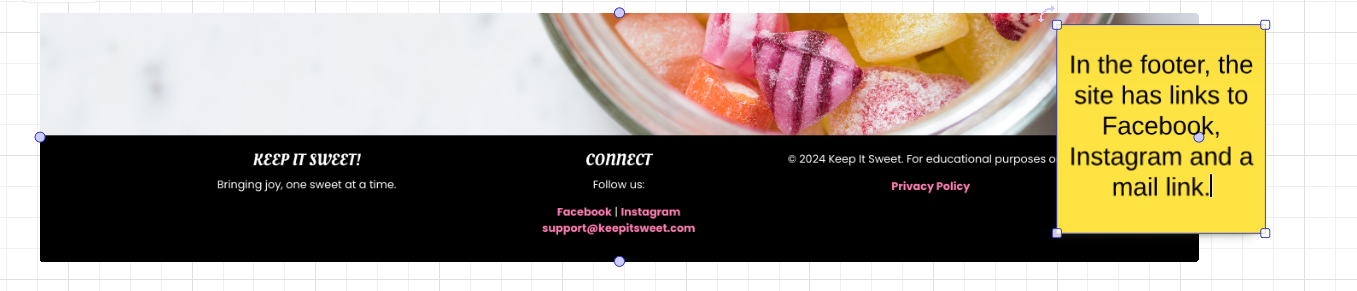 KEEP IT SWEET!
Bringing joy, one sweet at a time.
CONNECT
Follow us:
Facebook | Instagram
support@keepitsweet.com
© 2024 Keep It Sweet. For educational purposes
Privacy Policy
In the footer, the
site has links to
Facebook,
Instagram and a
mail link.